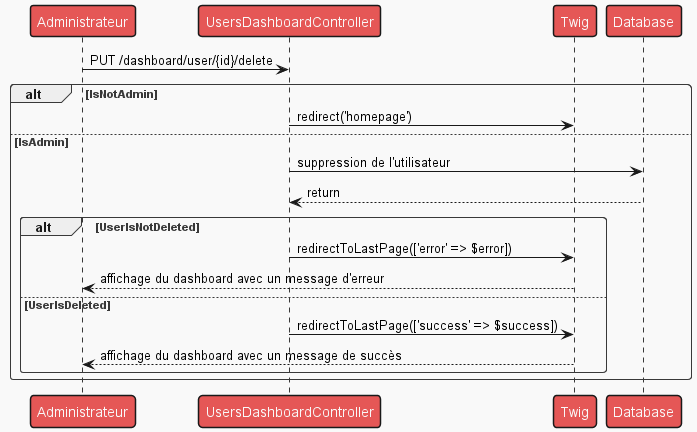 Administrateur UsersDashboardController Twig Database
PUT /dashboard/user/{id}/delete
alt [IsNotAdmin]
redirect('homepage')
[IsAdmin]
suppression de l'utilisateur
return
alt [UserIsNotDeleted]
redirectToLastPage(['error' => $error])
affichage du dashboard avec un message d'erreur
[UserIsDeleted]
redirectToLastPage(['success' => $success])
affichage du dashboard avec un message de succès
Administrateur UsersDashboardController Twig Database